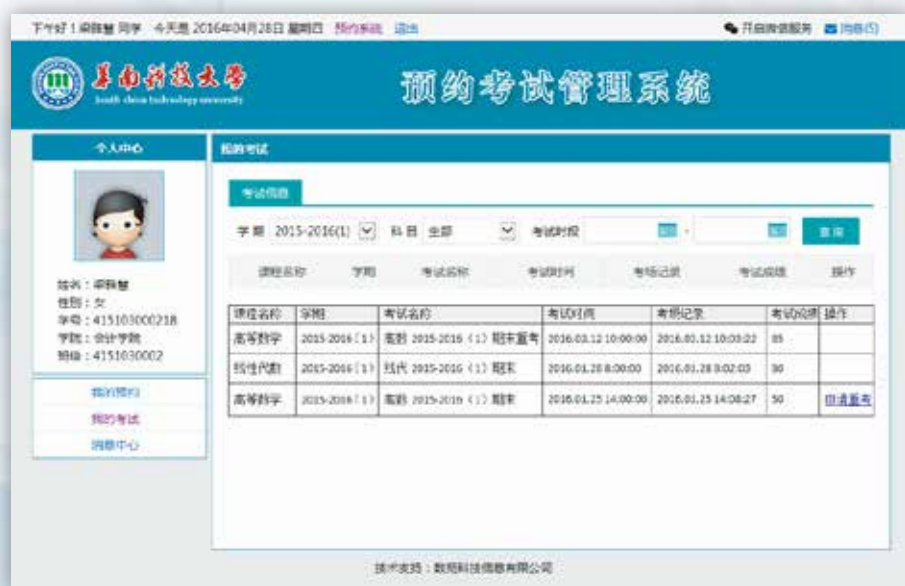 下午好！梁雅慧 同学 今天是 2016年04月28日 星期四 预约系统 退出 开启微信服务 消息(5)
华南科技大学
South china technology university
预约考试管理系统
个人中心
我的考试
考试信息
学 期 2015-2016(1) 科 目 全部 考试时段 - 查 询
课程名称 学期 考试名称 考试时间 考场记录 考试成绩 操作
姓名：梁雅慧
性别：女
学号：415103000218
学院：会计学院
班级：4151030002
课程名称 学期 考试名称 考试时间 考场记录 考试成绩 操作
高等数学 2015-2016（1） 高数 2015-2016（1）期末重考 2016.03.12 10:00:00 2016.03.12 10:03:22 85
线性代数 2015-2016（1） 线代 2015-2016（1）期末 2016.01.28 8:00:00 2016.01.28 8:02:03 90
高等数学 2015-2016（1） 高数 2015-2016（1）期末 2016.01.25 14:00:00 2016.01.25 14:08:27 50 申请重考
我的预约
我的考试
消息中心
技术支持：数苑科技信息有限公司